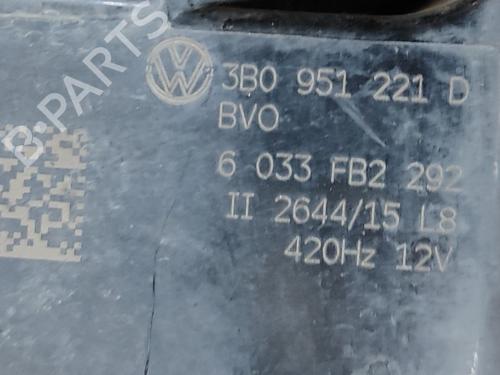 B-PARTS
3B0 951 221 D
BVO
6 033 FB2 292
II 2644/15 L8
420Hz 12V